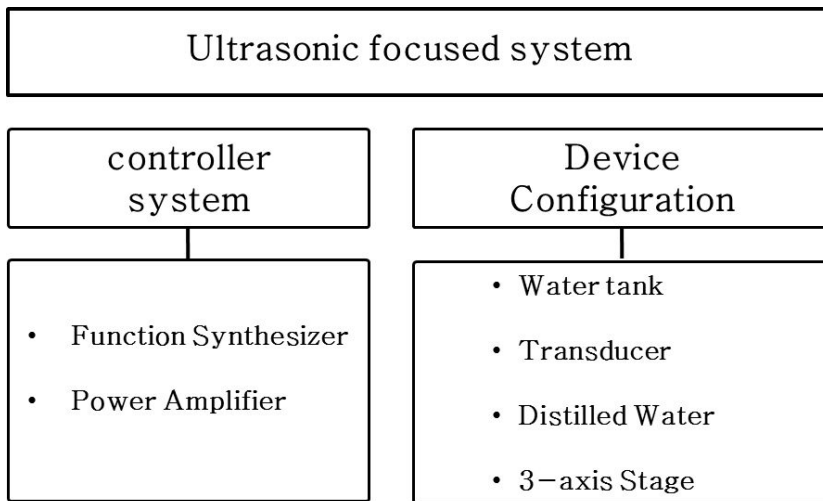 Ultrasonic focused system
controller
system
Device
Configuration
• Function Synthesizer
• Power Amplifier
• Water tank
• Transducer
• Distilled Water
• 3-axis Stage